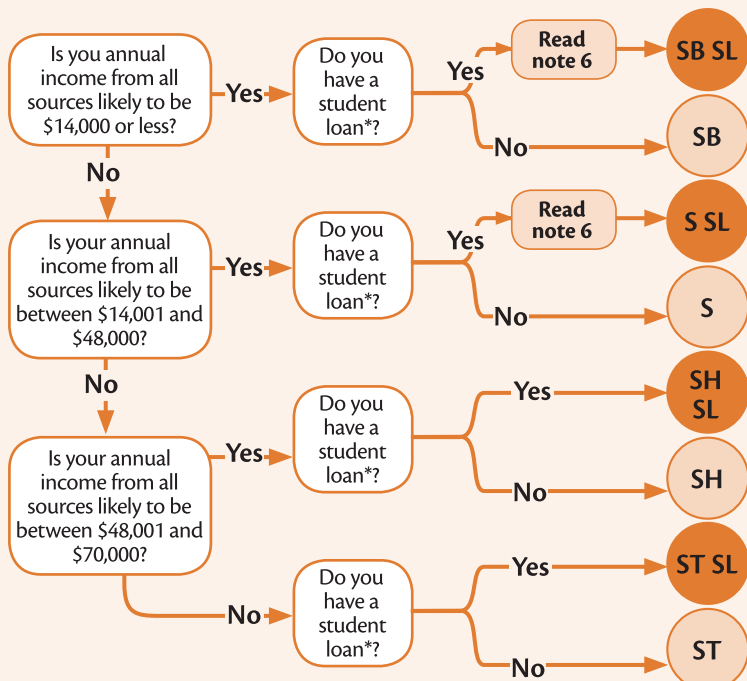 Is you annual
income from all
sources likely to be
$14,000 or less?
Yes
Do you
have a
student
loan*?
Yes
Read
note 6
SB SL
No
SB
No
Is your annual
income from all
sources likely to be
between $14,001 and
$48,000?
Yes
Do you
have a
student
loan*?
Yes
Read
note 6
S SL
No
S
No
Is your annual
income from all
sources likely to be
between $48,001 and
$70,000?
Yes
Do you
have a
student
loan*?
Yes
SH
SL
No
SH
No
Do you
have a
student
loan*?
Yes
ST SL
No
ST